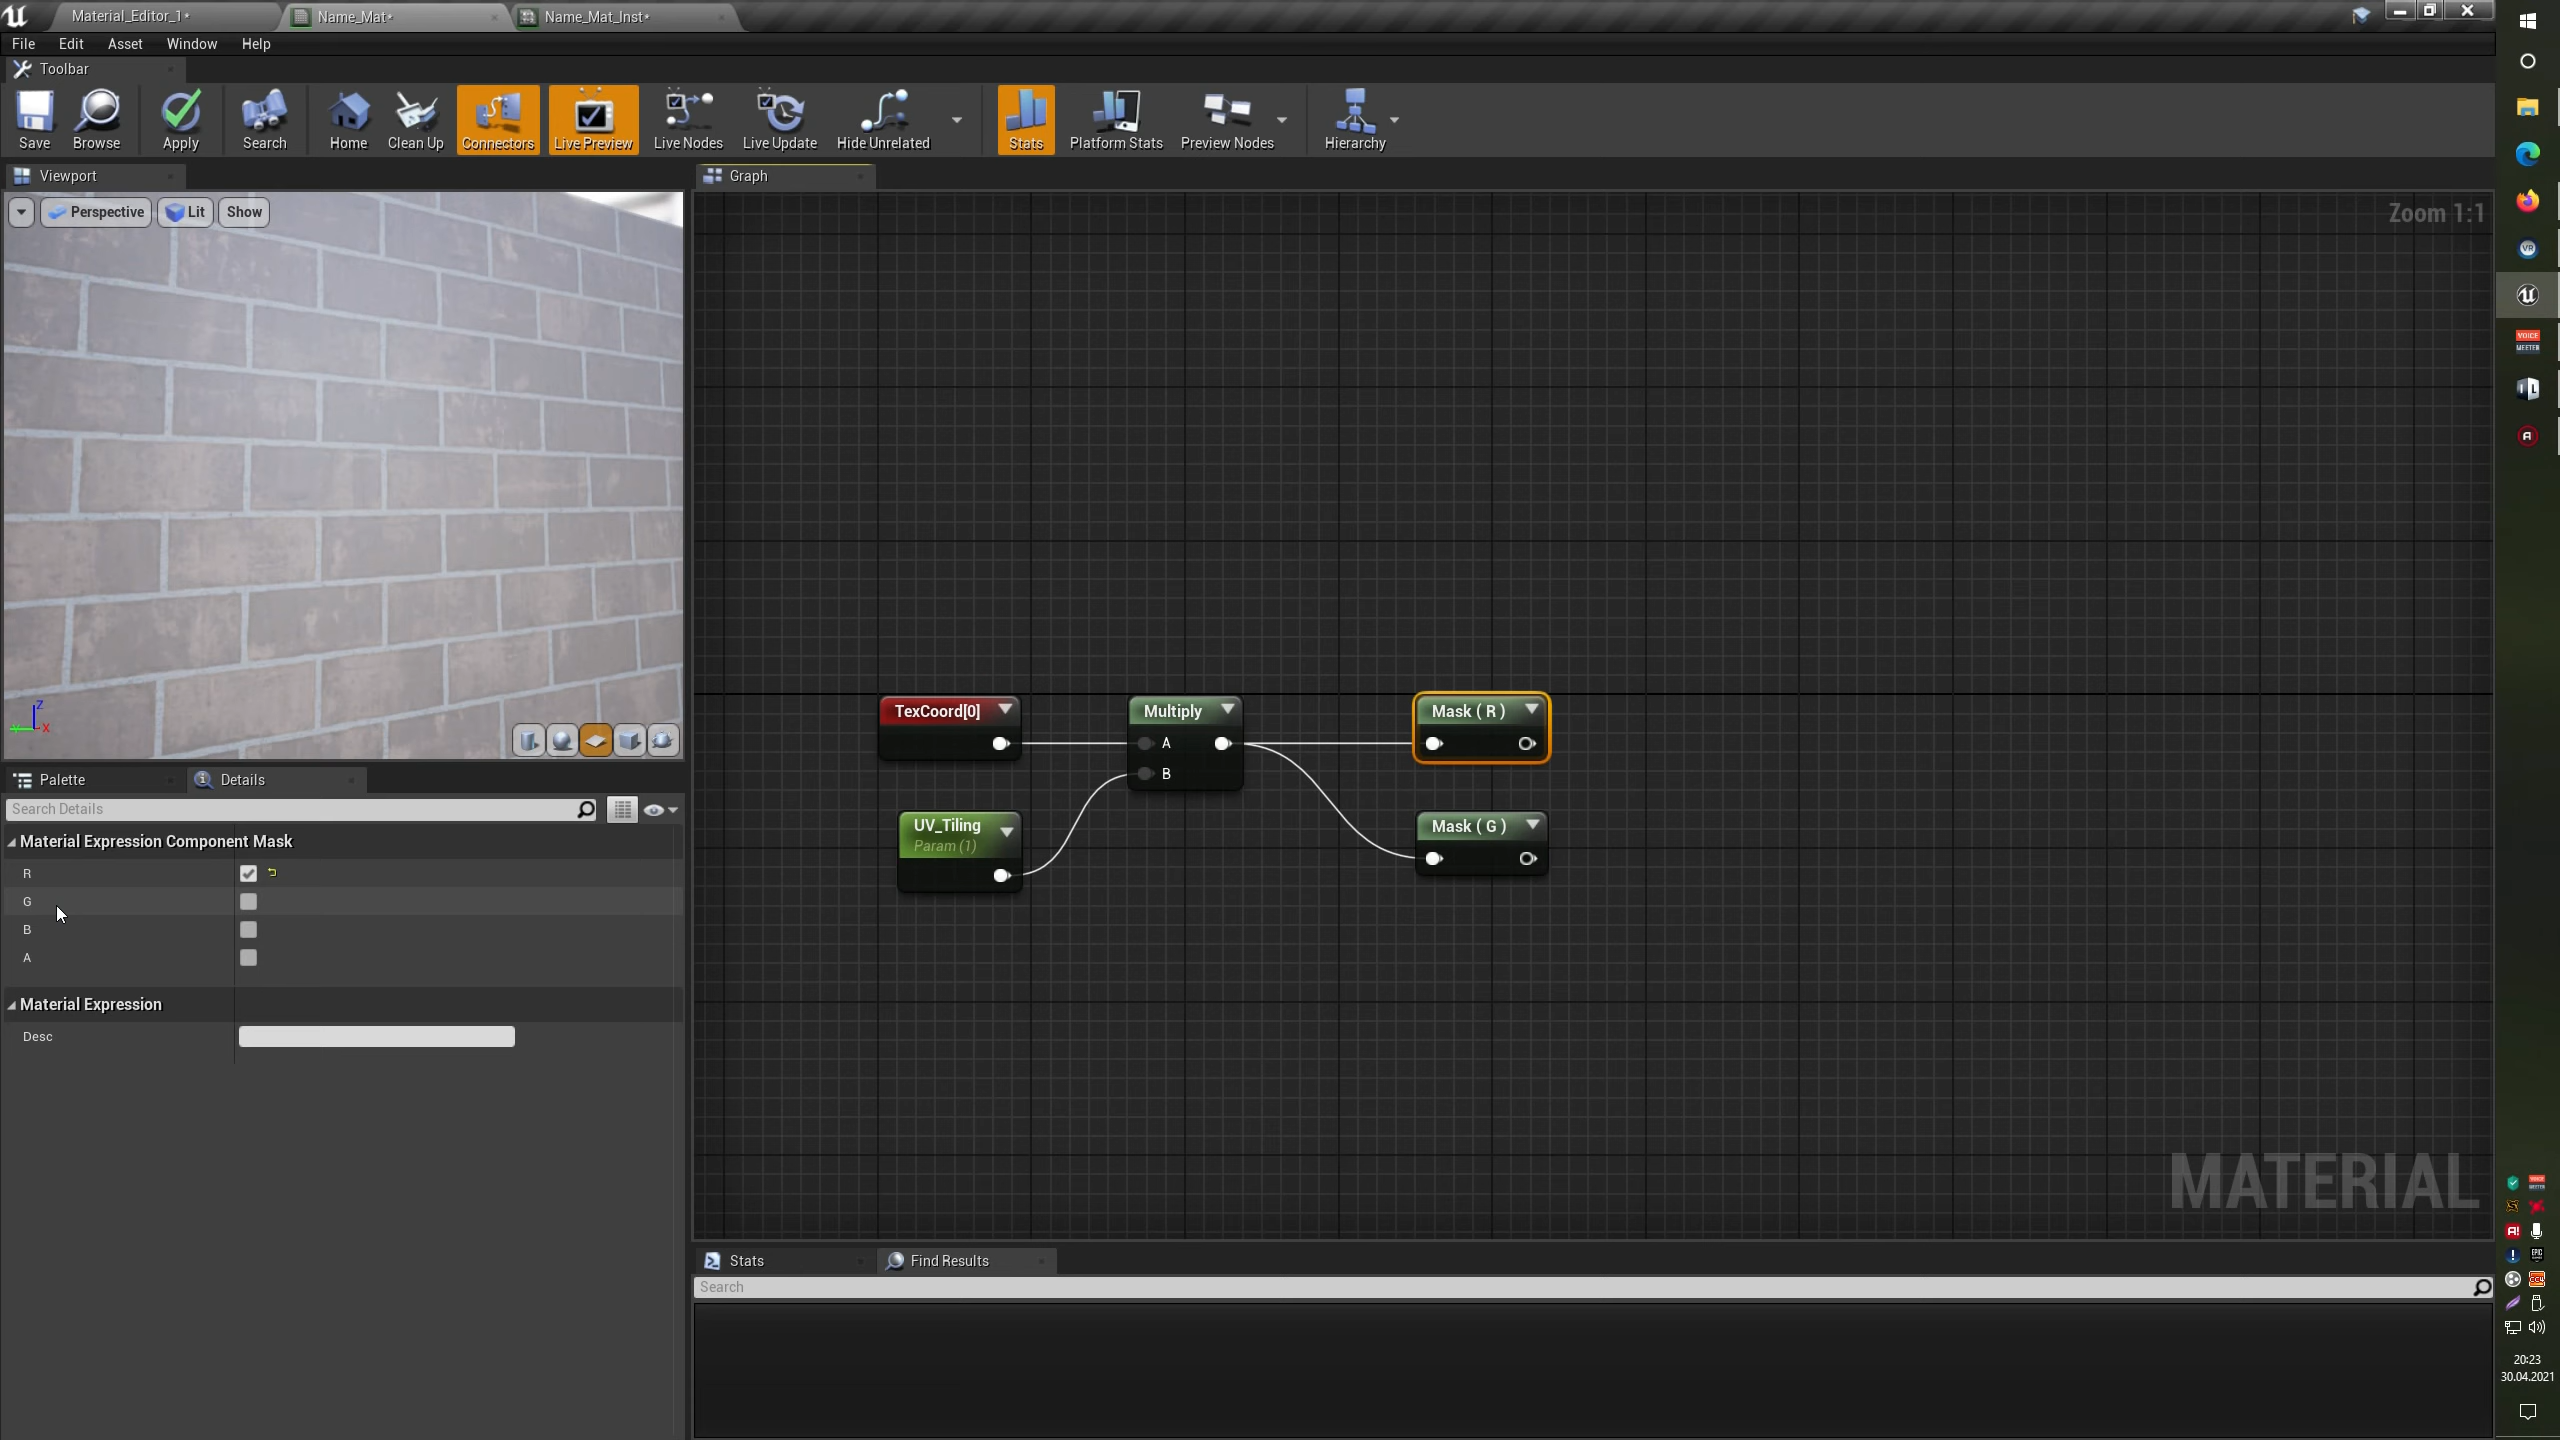 Material_Editor_1*
Name_Mat*
Name_Mat_Inst*
File Edit Asset Window Help
Toolbar
Save Browse Apply Search Home Clean Up Connectors Live Preview Live Nodes Live Update Hide Unrelated Stats Platform Stats Preview Nodes Hierarchy
Viewport
Graph
Perspective Lit Show
Zoom 1:1
Z
X
TexCoord[0]
Multiply
A
B
UV_Tiling
Param (1)
Mask ( R )
Mask ( G )
MATERIAL
Palette
Details
Search Details
Material Expression Component Mask
R
G
B
A
Material Expression
Desc
Stats
Find Results
Search
VR
VOICE
MEETER
20:23
30.04.2021